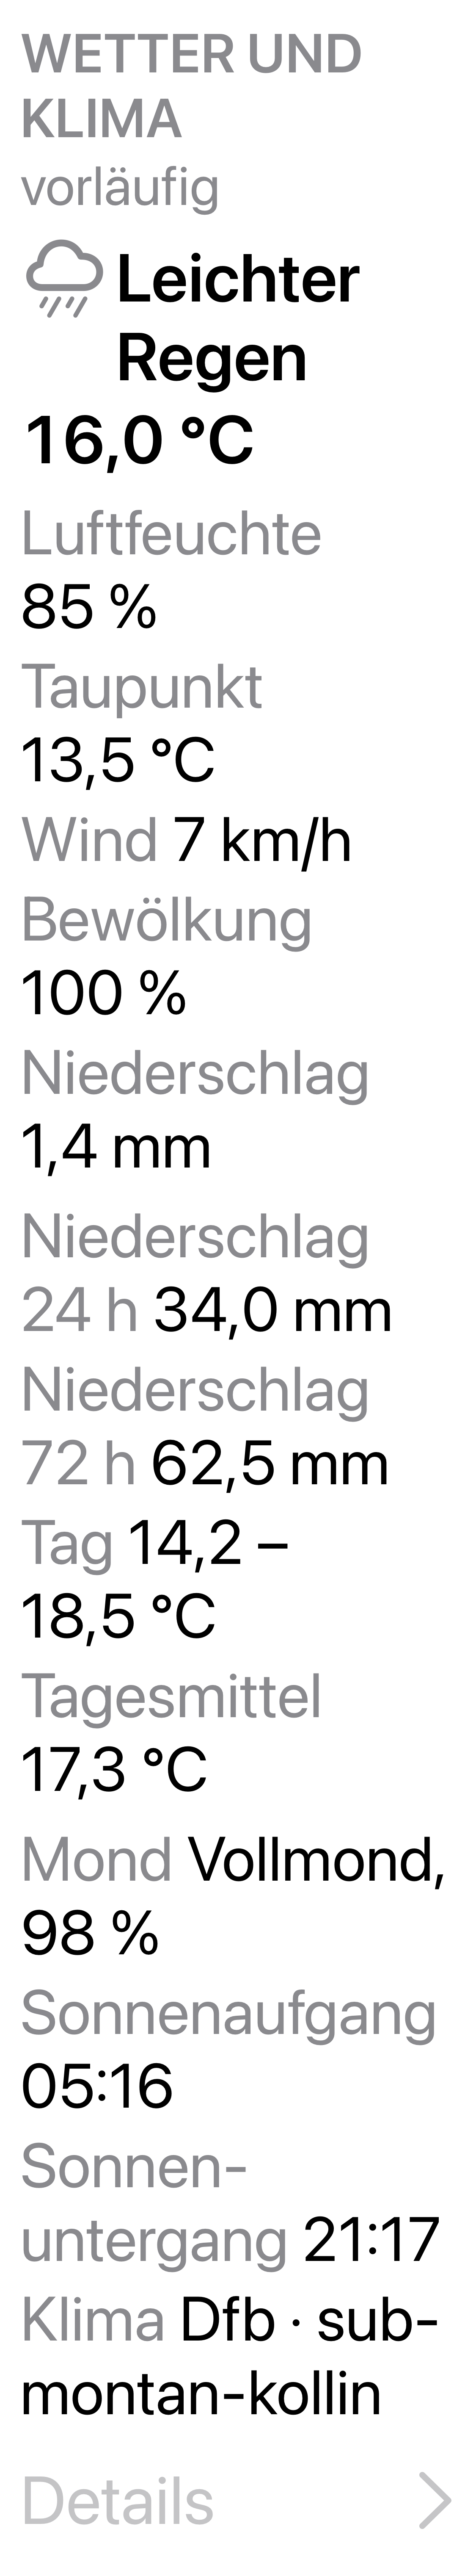 WETTER UND
KLIMA
vorläufig
Leichter
Regen
16,0 °C
Luftfeuchte
85 %
Taupunkt
13,5 °C
Wind 7 km/h
Bewölkung
100 %
Niederschlag
1,4 mm
Niederschlag
24 h 34,0 mm
Niederschlag
72 h 62,5 mm
Tag 14,2 –
18,5 °C
Tagesmittel
17,3 °C
Mond Vollmond,
98 %
Sonnenaufgang
05:16
Sonnen-
untergang 21:17
Klima Dfb · sub-
montan-kollin
Details